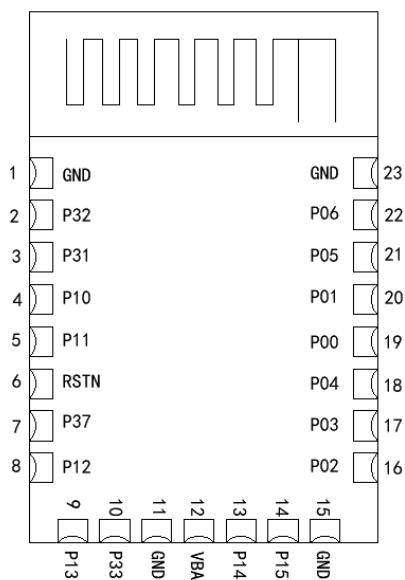 1 GND GND 23
2 P32 P06 22
3 P31 P05 21
4 P10 P01 20
5 P11 P00 19
6 RSTN P04 18
7 P37 P03 17
8 P12 P02 16
9 10 11 12 13 14 15
P13 P33 GND VBA P14 P15 GND